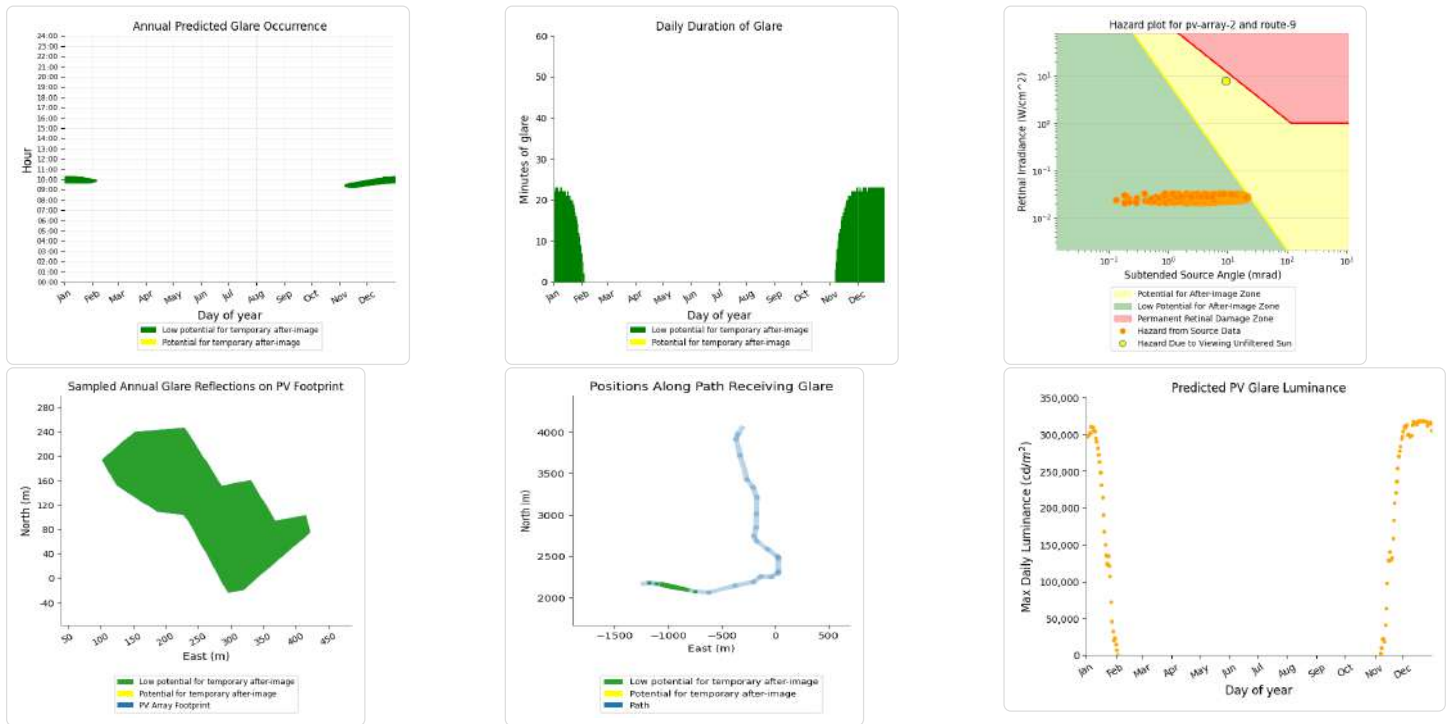 Annual Predicted Glare Occurrence
24:00
23:00
22:00
21:00
20:00
19:00
18:00
17:00
16:00
15:00
14:00
13:00
12:00
11:00
10:00
09:00
08:00
07:00
06:00
05:00
04:00
03:00
02:00
01:00
00:00
Hour
Jan Feb Mar Apr May Jun Jul Aug Sep Oct Nov Dec
Day of year
Low potential for temporary after-image
Potential for temporary after-image
Daily Duration of Glare
60
50
40
30
20
10
0
Minutes of glare
Jan Feb Mar Apr May Jun Jul Aug Sep Oct Nov Dec
Day of year
Low potential for temporary after-image
Potential for temporary after-image
Hazard plot for pv-array-2 and route-9
10¹
10⁰
10⁻¹
10⁻²
Retinal Irradiance (W/cm^2)
10⁻¹ 10⁰ 10¹ 10² 10³
Subtended Source Angle (mrad)
Potential for After-Image Zone
Low Potential for After-Image Zone
Permanent Retinal Damage Zone
Hazard from Source Data
Hazard Due to Viewing Unfiltered Sun
Sampled Annual Glare Reflections on PV Footprint
280
240
200
160
120
80
40
0
-40
North (m)
50 100 150 200 250 300 350 400 450
East (m)
Low potential for temporary after-image
Potential for temporary after-image
PV Array Footprint
Positions Along Path Receiving Glare
4000
3500
3000
2500
2000
North (m)
−1500 −1000 −500 0 500
East (m)
Low potential for temporary after-image
Potential for temporary after-image
Path
Predicted PV Glare Luminance
350,000
300,000
250,000
200,000
150,000
100,000
50,000
0
Max Daily Luminance (cd/m²)
Jan Feb Mar Apr May Jun Jul Aug Sep Oct Nov Dec
Day of year